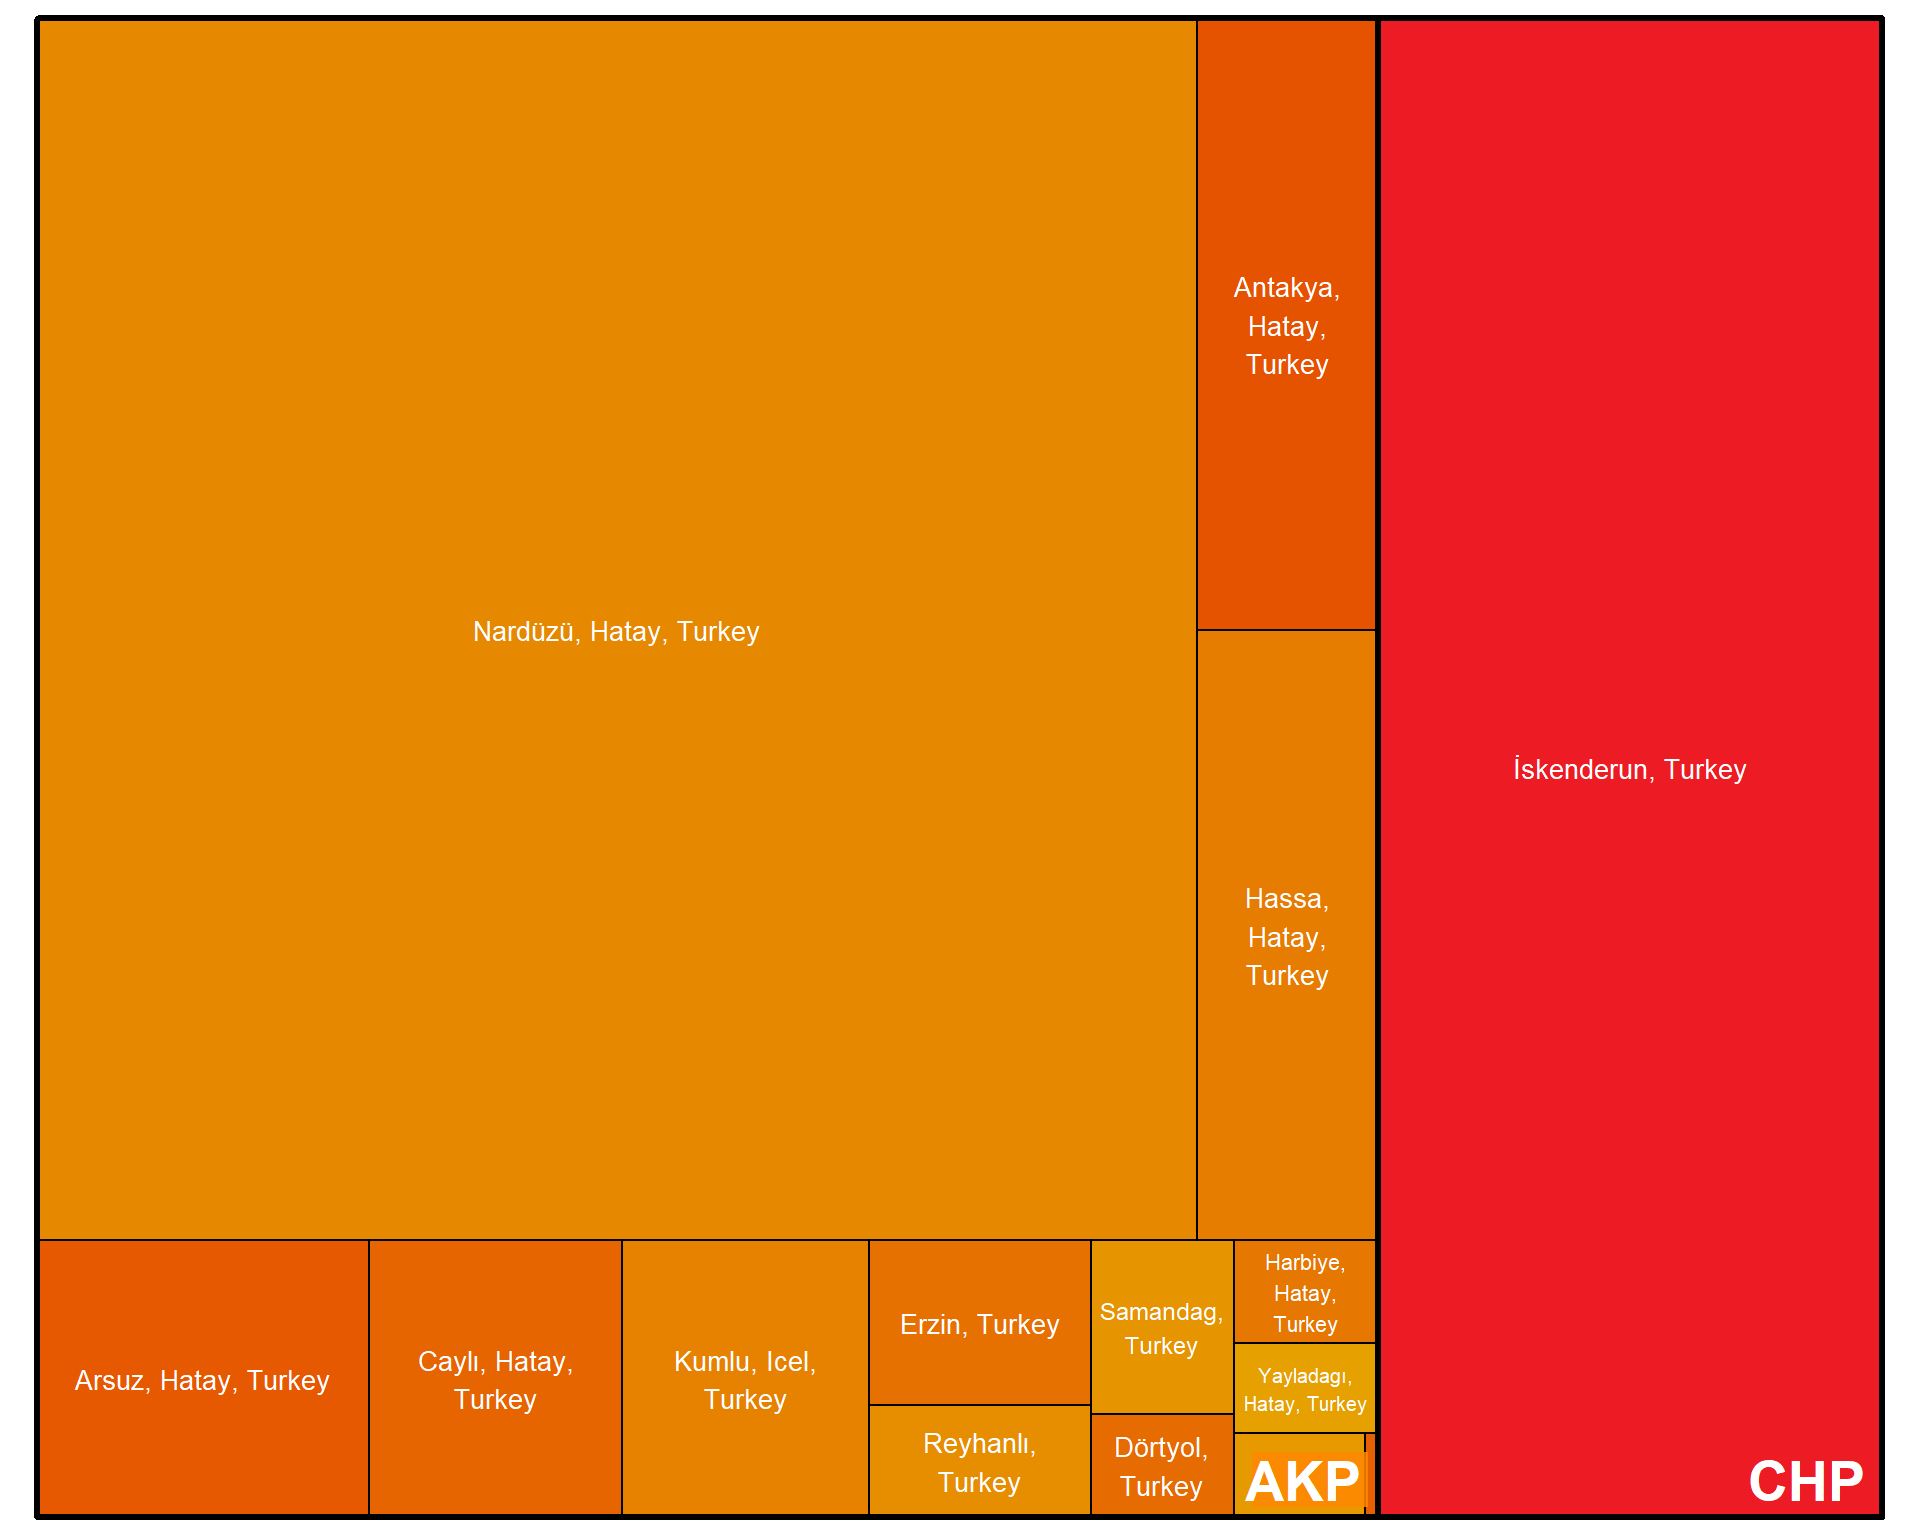 Nardüzü, Hatay, Turkey
Antakya,
Hatay,
Turkey
Hassa,
Hatay,
Turkey
İskenderun, Turkey
Arsuz, Hatay, Turkey
Caylı, Hatay,
Turkey
Kumlu, Icel,
Turkey
Erzin, Turkey
Reyhanlı,
Turkey
Samandag,
Turkey
Dörtyol,
Turkey
Harbiye,
Hatay,
Turkey
Yayladagı,
Hatay, Turkey
AKP
CHP